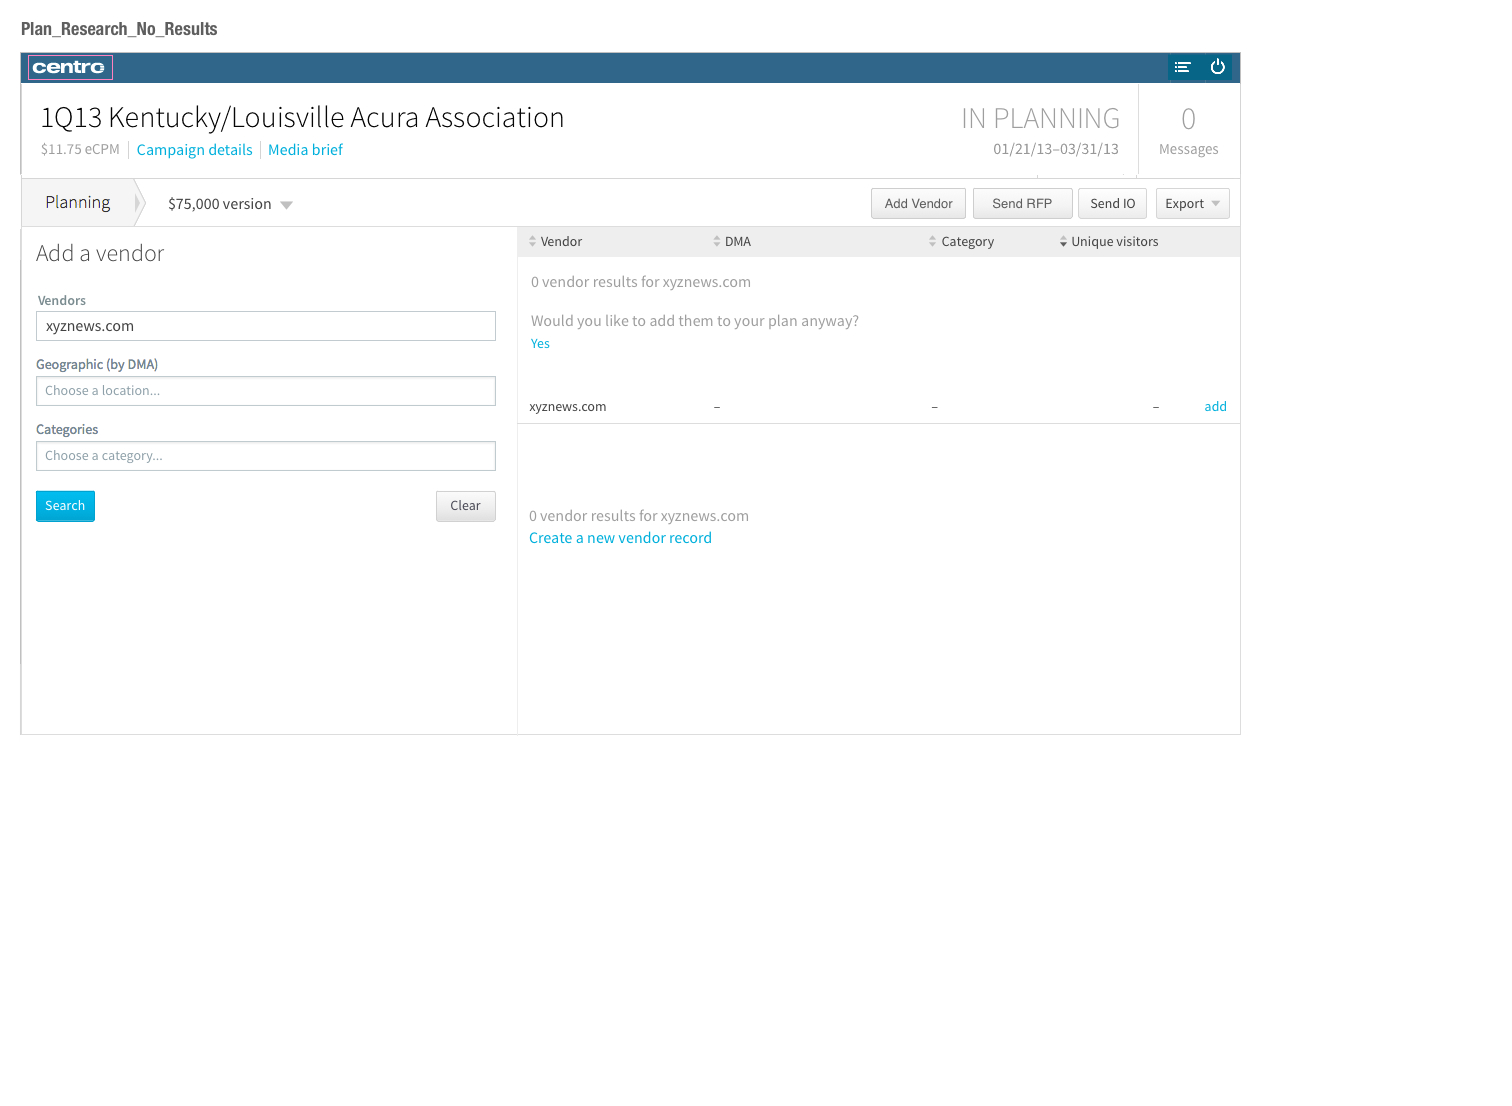 Plan_Research_No_Results
centro
1Q13 Kentucky/Louisville Acura Association
IN PLANNING
0
$11.75 eCPM
Campaign details
Media brief
01/21/13–03/31/13
Messages
Planning
$75,000 version
Add Vendor
Send RFP
Send IO
Export
Add a vendor
Vendors
xyznews.com
Geographic (by DMA)
Choose a location...
Categories
Choose a category...
Search
Clear
Vendor
DMA
Category
Unique visitors
0 vendor results for xyznews.com
Would you like to add them to your plan anyway?
Yes
xyznews.com – – – add
0 vendor results for xyznews.com
Create a new vendor record